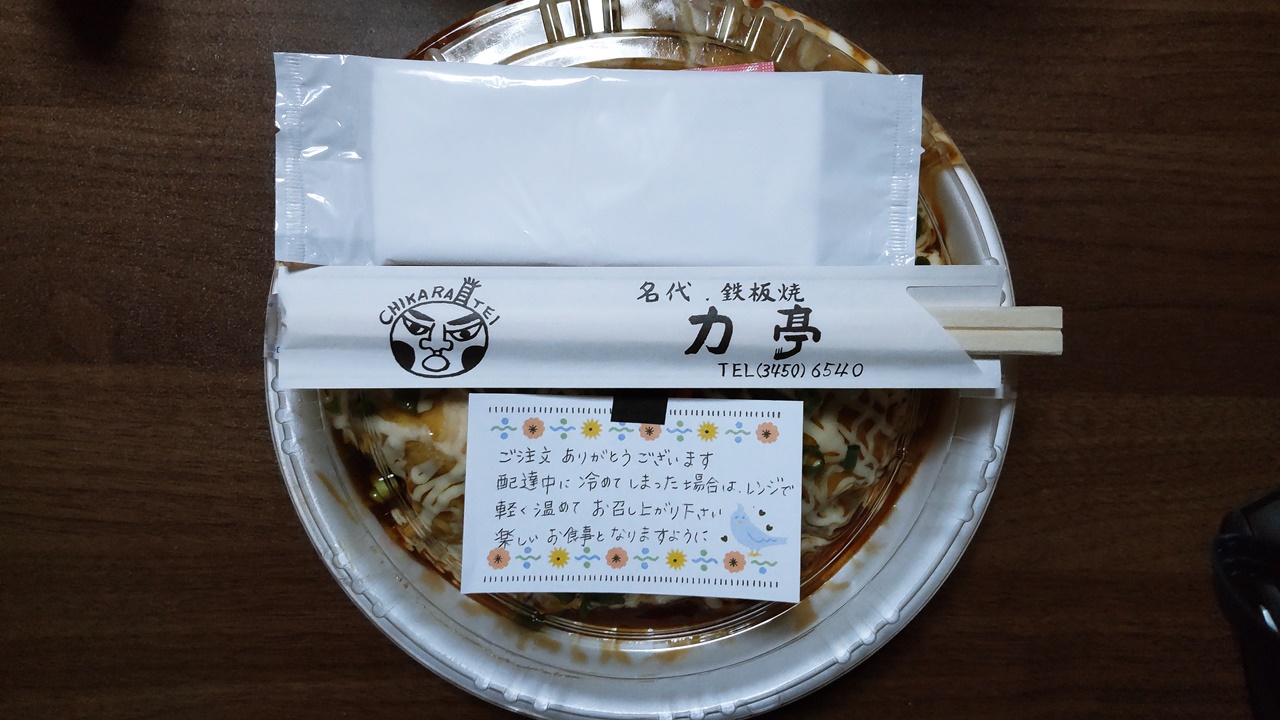 CHIKARA TEI
名代.鉄板焼
力亭
TEL(3450)6540
ご注文ありがとうございます
配達中に冷めてしまった場合は、レンジで
軽く温めてお召し上がり下さい
楽しいお食事となりますように